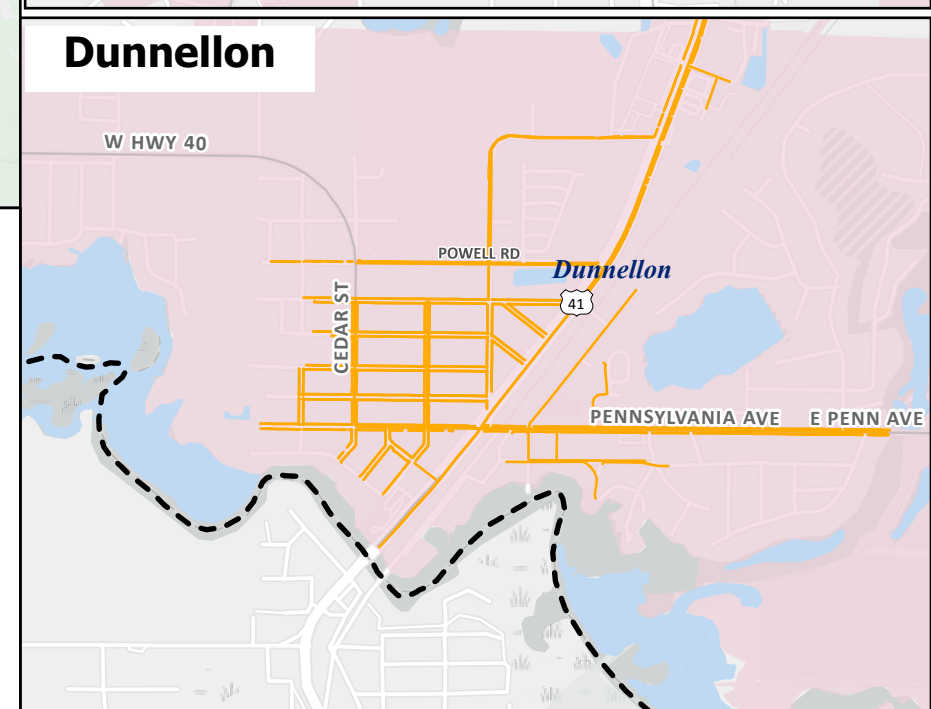 Dunnellon
W HWY 40
POWELL RD
Dunnellon
41
CEDAR ST
PENNSYLVANIA AVE
E PENN AVE